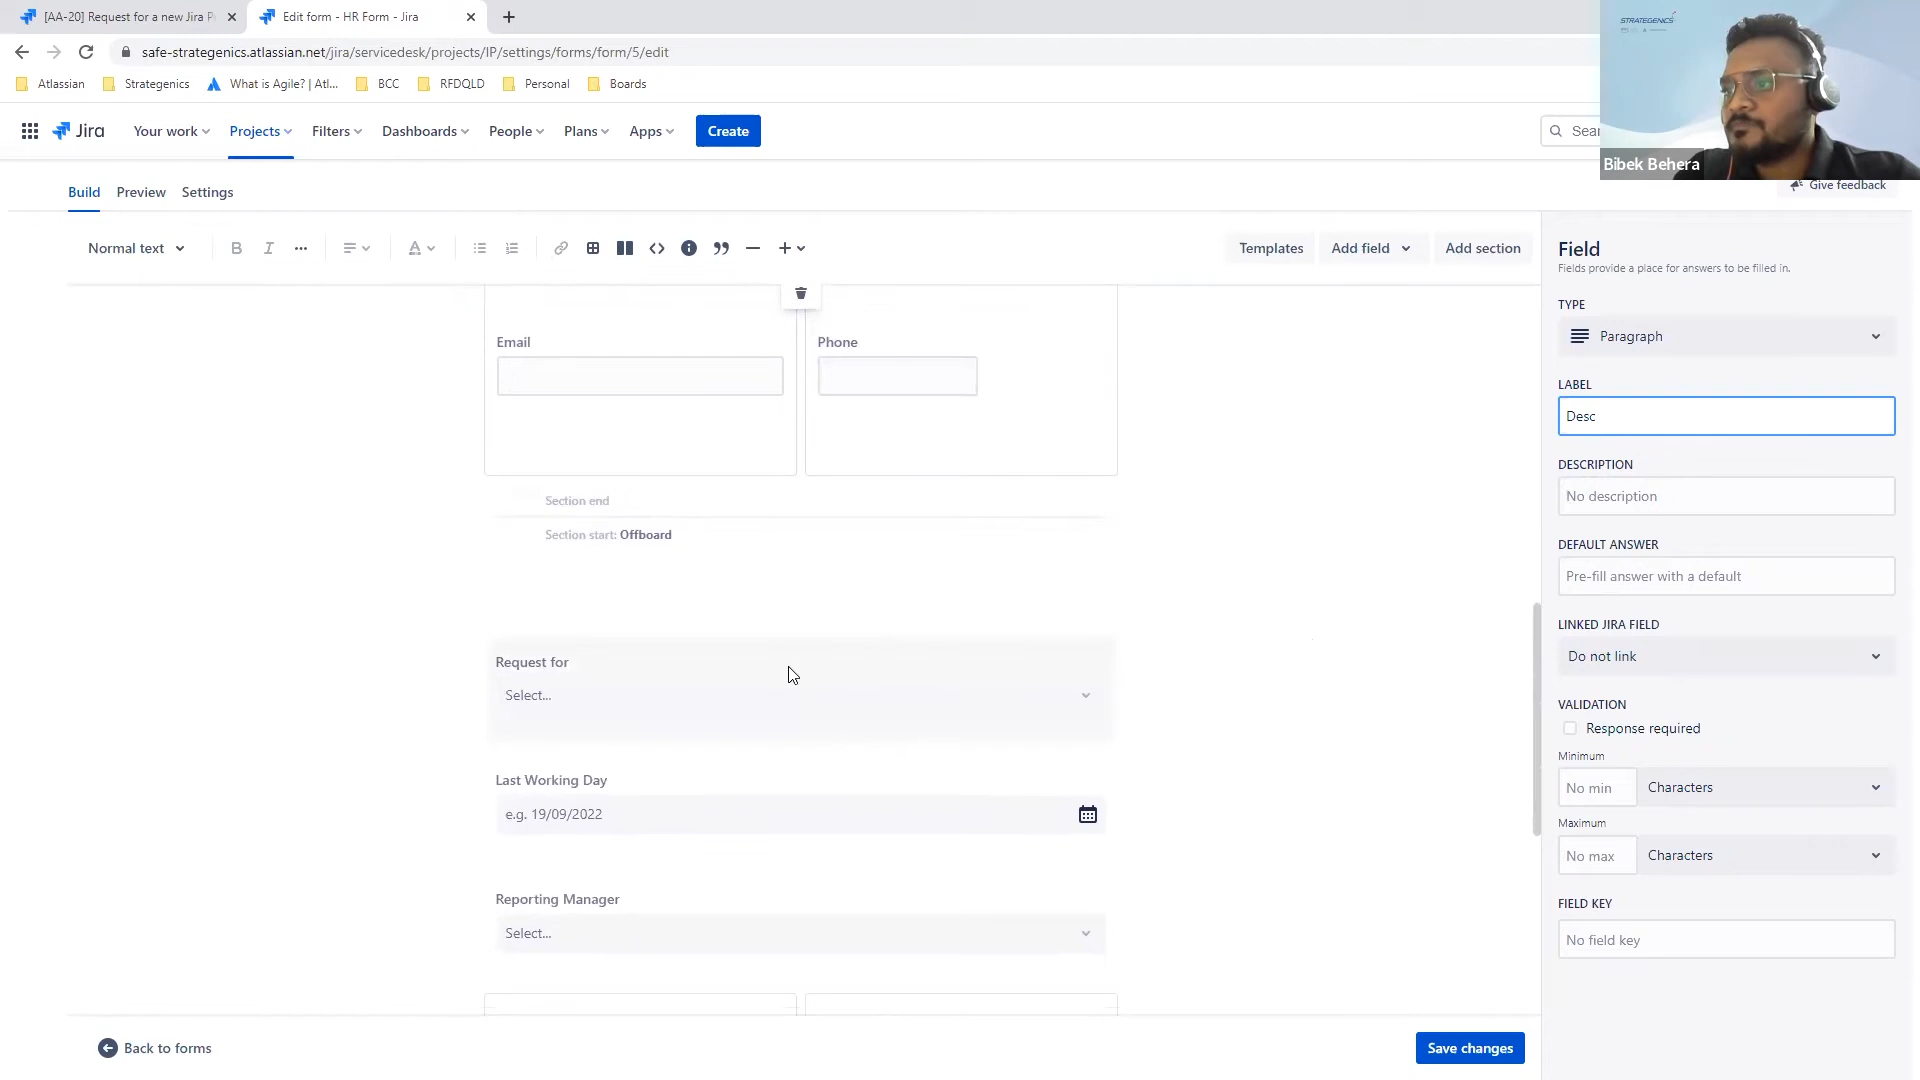 [AA-20] Request for a new Jira P
Edit form - HR Form - Jira
safe-strategenics.atlassian.net/jira/servicedesk/projects/IP/settings/forms/form/5/edit
Atlassian
Strategenics
What is Agile? | Atl...
BCC
RFDQLD
Personal
Boards
Jira
Your work
Projects
Filters
Dashboards
People
Plans
Apps
Create
Sear
STRATEGENICS
Bibek Behera
Give feedback
Build
Preview
Settings
Normal text
B
I
A
Templates
Add field
Add section
Email
Phone
Section end
Section start: Offboard
Request for
Select...
Last Working Day
e.g. 19/09/2022
Reporting Manager
Select...
Field
Fields provide a place for answers to be filled in.
TYPE
Paragraph
LABEL
Desc
DESCRIPTION
No description
DEFAULT ANSWER
Pre-fill answer with a default
LINKED JIRA FIELD
Do not link
VALIDATION
Response required
Minimum
No min
Characters
Maximum
No max
Characters
FIELD KEY
No field key
Back to forms
Save changes